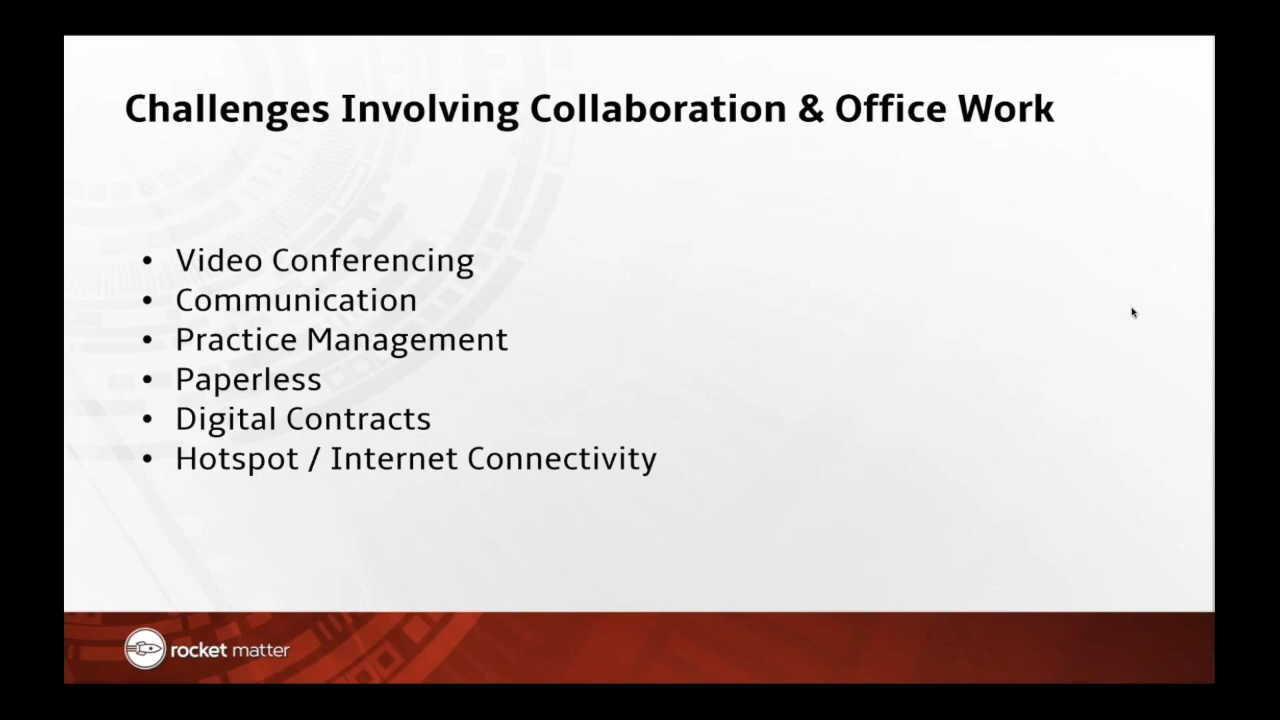 Challenges Involving Collaboration & Office Work
• Video Conferencing
• Communication
• Practice Management
• Paperless
• Digital Contracts
• Hotspot / Internet Connectivity
rocket matter